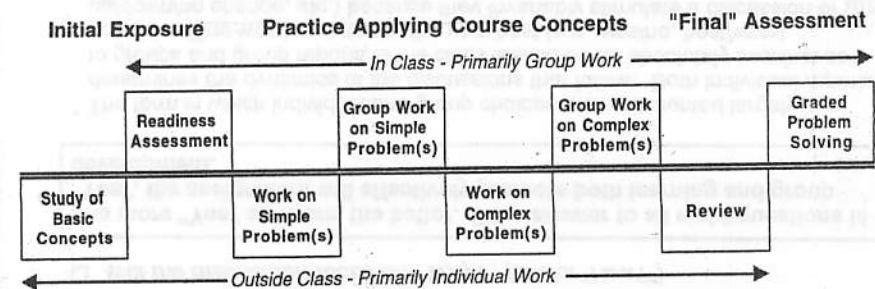 Initial Exposure Practice Applying Course Concepts "Final" Assessment
In Class - Primarily Group Work
Readiness
Assessment
Group Work
on Simple
Problem(s)
Group Work
on Complex
Problem(s)
Graded
Problem
Solving
Study of
Basic
Concepts
Work on
Simple
Problem(s)
Work on
Complex
Problem(s)
Review
Outside Class - Primarily Individual Work